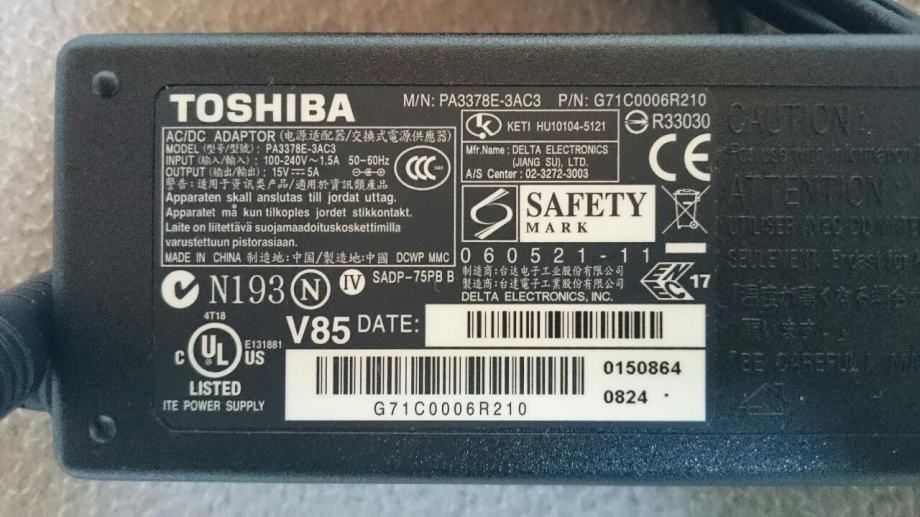 TOSHIBA
M/N: PA3378E-3AC3 P/N: G71C0006R210
AC/DC ADAPTOR (电源适配器/交換式電源供應器)
MODEL (型号/型號): PA3378E-3AC3
INPUT (输入/輸入): 100-240V~1.5A 50-60Hz
OUTPUT (输出/輸出): 15V⎓5A
警告:适用于资讯类产品/適用於資訊類產品
Apparaten skall anslutas till jordat uttag.
Apparatet må kun tilkoples jordet stikkontakt.
Laite on liitettävä suojamaadoituskoskettimilla
varustettuun pistorasiaan.
MADE IN CHINA 制造地:中国/製造地:中國 DCWP MMC
CCC
KETI HU10104-5121
R33030
Mfr.Name : DELTA ELECTRONICS
(JIANG SU), LTD.
A/S Center : 02-3272-3003
CE
SAFETY
MARK
060521-11
制造商:台达电子工业股份有限公司
製造商:台達電子工業股份有限公司
DELTA ELECTRONICS, INC.
N193 N IV SADP-75PB B
ENEC 17
4T18
C UL US
E131881
LISTED
ITE POWER SUPPLY
V85 DATE:
0150864
0824
G71C0006R210
CAUTION:
ATTENTION: